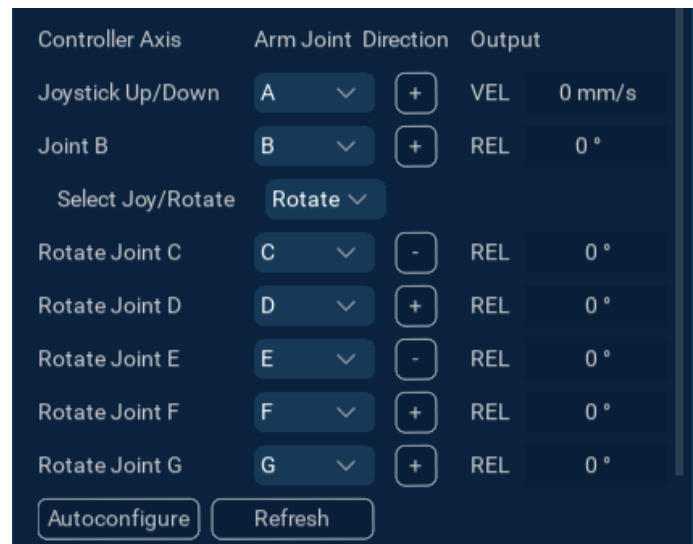 Controller Axis Arm Joint Direction Output
Joystick Up/Down A + VEL 0 mm/s
Joint B B + REL 0 °
Select Joy/Rotate Rotate
Rotate Joint C C - REL 0 °
Rotate Joint D D + REL 0 °
Rotate Joint E E - REL 0 °
Rotate Joint F F + REL 0 °
Rotate Joint G G + REL 0 °
Autoconfigure Refresh